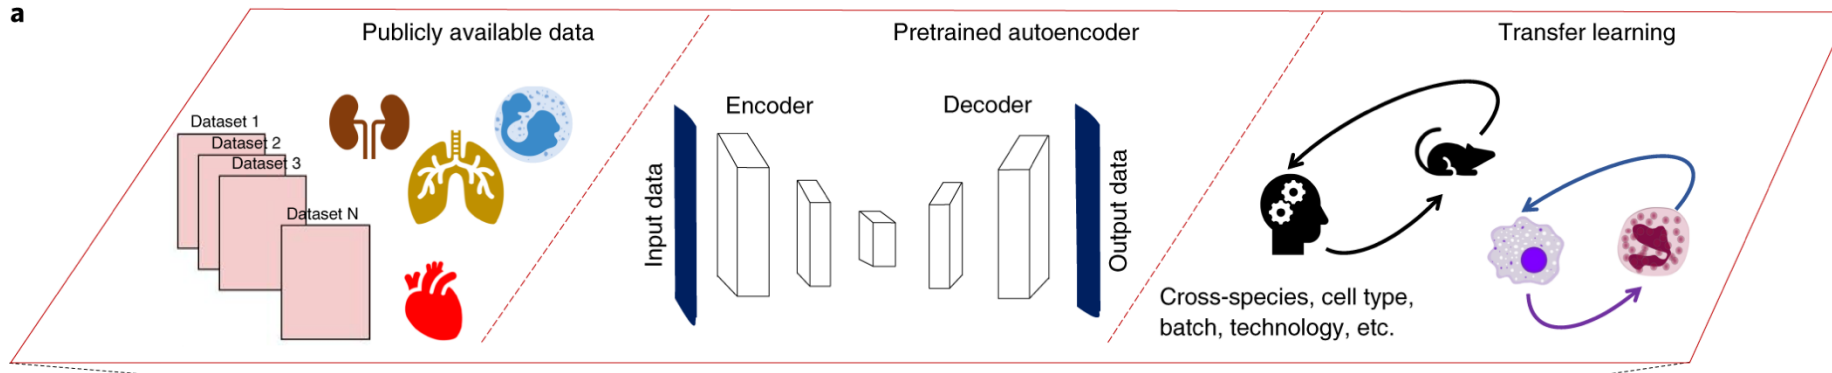 a
Publicly available data
Pretrained autoencoder
Transfer learning
Dataset 1
Dataset 2
Dataset 3
Dataset N
Encoder
Decoder
Input data
Output data
Cross-species, cell type,
batch, technology, etc.